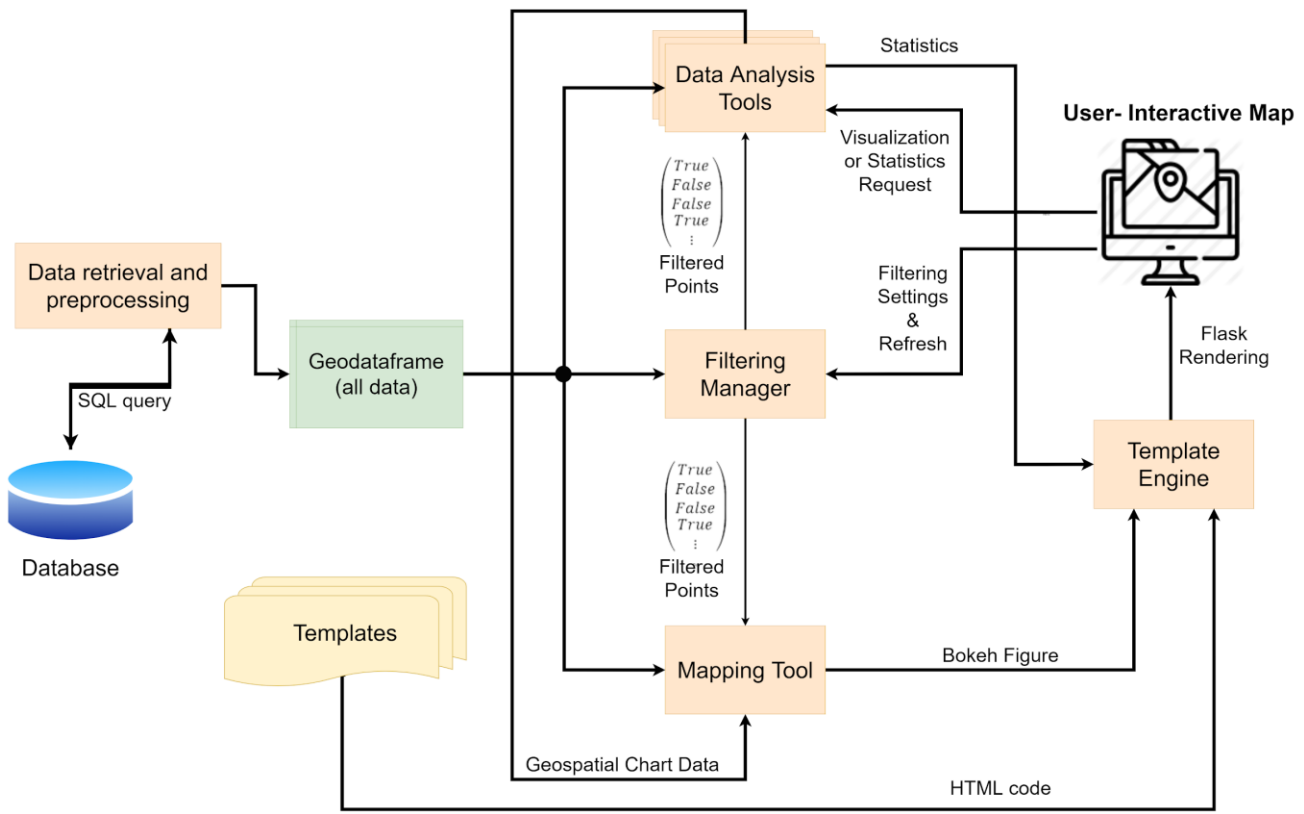 Statistics
Data Analysis
Tools
User- Interactive Map
Visualization
or Statistics
Request
True
False
False
True
⋮
Filtered
Points
Data retrieval and
preprocessing
Filtering
Settings
&
Refresh
Flask
Rendering
Geodataframe
(all data)
Filtering
Manager
SQL query
Template
Engine
True
False
False
True
⋮
Filtered
Points
Database
Templates
Mapping Tool
Bokeh Figure
Geospatial Chart Data
HTML code